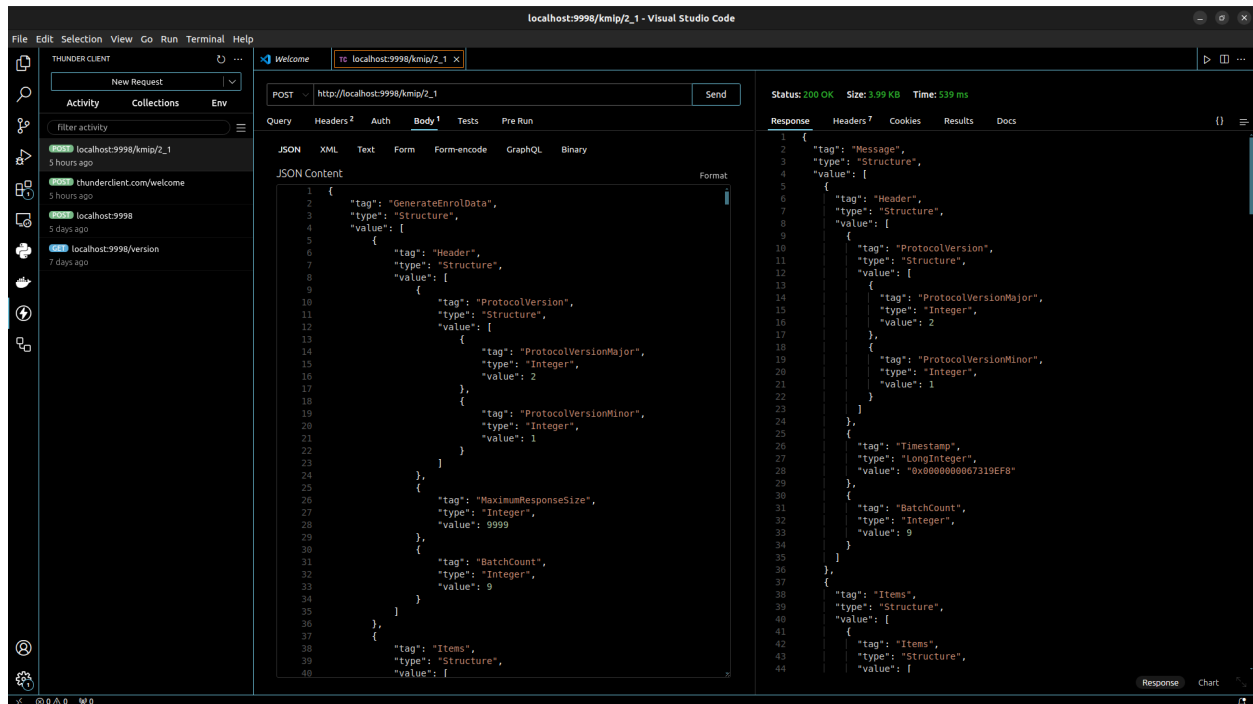 localhost:9998/kmip/2_1 - Visual Studio Code
File Edit Selection View Go Run Terminal Help
THUNDER CLIENT
New Request
Activity Collections Env
filter activity
POST localhost:9998/kmip/2_1
5 hours ago
POST thunderclient.com/welcome
5 hours ago
POST localhost:9998
5 days ago
GET localhost:9998/version
7 days ago
Welcome
TC localhost:9998/kmip/2_1
POST http://localhost:9998/kmip/2_1 Send
Query Headers 2 Auth Body 1 Tests Pre Run
JSON XML Text Form Form-encode GraphQL Binary
JSON Content Format
1 {
2 "tag": "GenerateEnrolData",
3 "type": "Structure",
4 "value": [
5 {
6 "tag": "Header",
7 "type": "Structure",
8 "value": [
9 {
10 "tag": "ProtocolVersion",
11 "type": "Structure",
12 "value": [
13 {
14 "tag": "ProtocolVersionMajor",
15 "type": "Integer",
16 "value": 2
17 },
18 {
19 "tag": "ProtocolVersionMinor",
20 "type": "Integer",
21 "value": 1
22 }
23 ]
24 },
25 {
26 "tag": "MaximumResponseSize",
27 "type": "Integer",
28 "value": 9999
29 },
30 {
31 "tag": "BatchCount",
32 "type": "Integer",
33 "value": 9
34 }
35 ]
36 },
37 {
38 "tag": "Items",
39 "type": "Structure",
40 "value": [
Status: 200 OK Size: 3.99 KB Time: 539 ms
Response Headers 7 Cookies Results Docs {}
1 {
2 "tag": "Message",
3 "type": "Structure",
4 "value": [
5 {
6 "tag": "Header",
7 "type": "Structure",
8 "value": [
9 {
10 "tag": "ProtocolVersion",
11 "type": "Structure",
12 "value": [
13 {
14 "tag": "ProtocolVersionMajor",
15 "type": "Integer",
16 "value": 2
17 },
18 {
19 "tag": "ProtocolVersionMinor",
20 "type": "Integer",
21 "value": 1
22 }
23 ]
24 },
25 {
26 "tag": "Timestamp",
27 "type": "LongInteger",
28 "value": "0x0000000067319EF8"
29 },
30 {
31 "tag": "BatchCount",
32 "type": "Integer",
33 "value": 9
34 }
35 ]
36 },
37 {
38 "tag": "Items",
39 "type": "Structure",
40 "value": [
41 {
42 "tag": "Items",
43 "type": "Structure",
44 "value": [
Response Chart
0 0 0